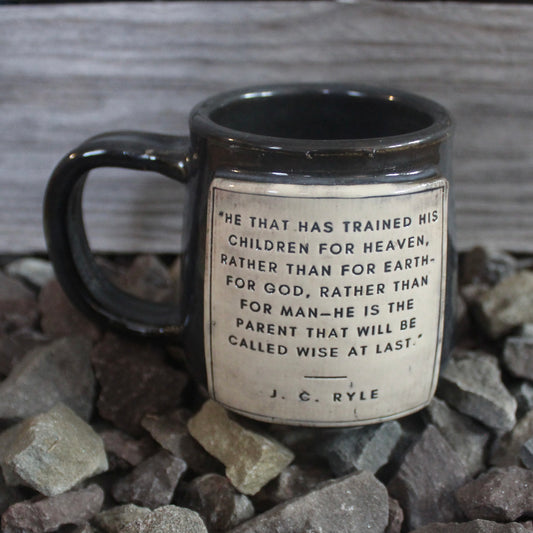 "HE THAT HAS TRAINED HIS
CHILDREN FOR HEAVEN,
RATHER THAN FOR EARTH-
FOR GOD, RATHER THAN
FOR MAN—HE IS THE
PARENT THAT WILL BE
CALLED WISE AT LAST."
J. C. RYLE